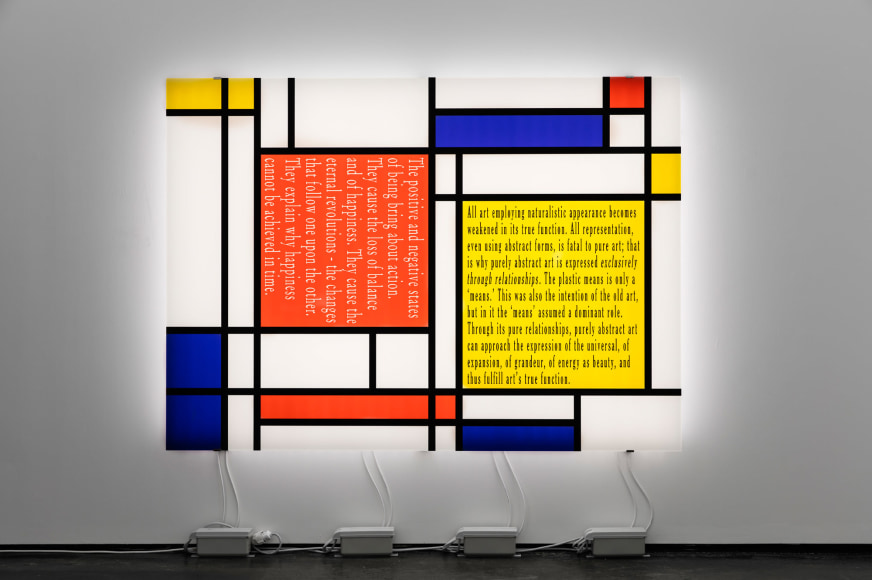 The positive and negative states
of being bring about action.
They cause the loss of balance
and of happiness. They cause the
eternal revolutions - the changes
that follow one upon the other.
They explain why happiness
cannot be achieved in time.
All art employing naturalistic appearance becomes
weakened in its true function. All representation,
even using abstract forms, is fatal to pure art; that
is why purely abstract art is expressed exclusively
through relationships. The plastic means is only a
'means.' This was also the intention of the old art,
but in it the 'means' assumed a dominant role.
Through its pure relationships, purely abstract art
can approach the expression of the universal, of
expansion, of grandeur, of energy as beauty, and
thus fulfill art's true function.